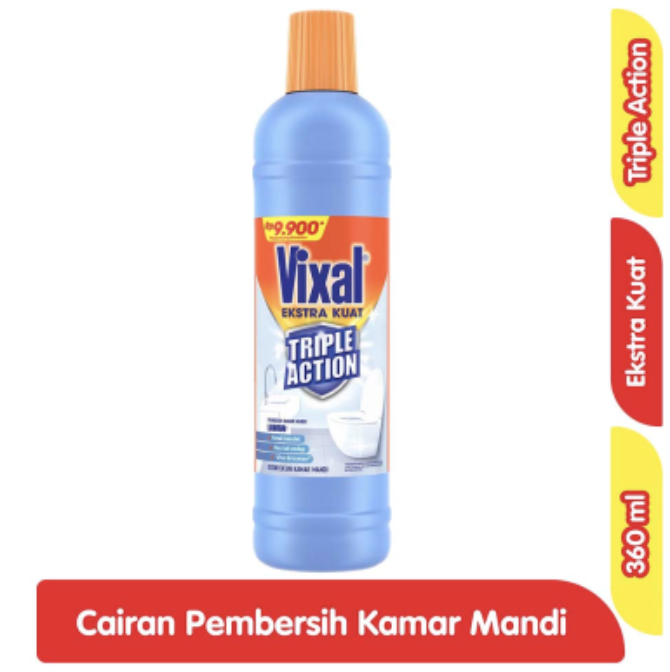 Rp9.900
Vixal®
EKSTRA KUAT
TRIPLE
ACTION
Triple Action
Ekstra Kuat
360 ml
Cairan Pembersih Kamar Mandi